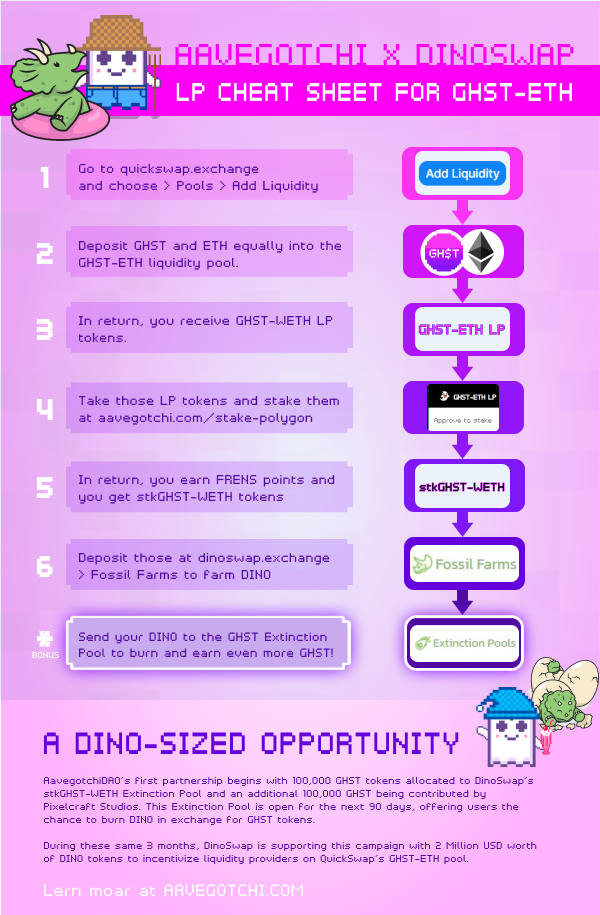 AAVEGOTCHI X DINOSWAP
LP CHEAT SHEET FOR GHST-ETH
1
Go to quickswap.exchange
and choose > Pools > Add Liquidity
Add Liquidity
2
Deposit GHST and ETH equally into the
GHST-ETH liquidity pool.
GH$T
3
In return, you receive GHST-WETH LP
tokens.
GHST-ETH LP
4
Take those LP tokens and stake them
at aavegotchi.com/stake-polygon
GHST-ETH LP
Approve to stake
5
In return, you earn FRENS points and
you get stkGHST-WETH tokens
stkGHST-WETH
6
Deposit those at dinoswap.exchange
> Fossil Farms to farm DINO
Fossil Farms
*
BONUS
Send your DINO to the GHST Extinction
Pool to burn and earn even more GHST!
Extinction Pools
A DINO-SIZED OPPORTUNITY
AavegotchiDAO's first partnership begins with 100,000 GHST tokens allocated to DinoSwap's
stkGHST-WETH Extinction Pool and an additional 100,000 GHST being contributed by
Pixelcraft Studios. This Extinction Pool is open for the next 90 days, offering users the
chance to burn DINO in exchange for GHST tokens.
During these same 3 months, DinoSwap is supporting this campaign with 2 Million USD worth
of DINO tokens to incentivize liquidity providers on QuickSwap's GHST-ETH pool.
Lern moar at AAVEGOTCHI.COM